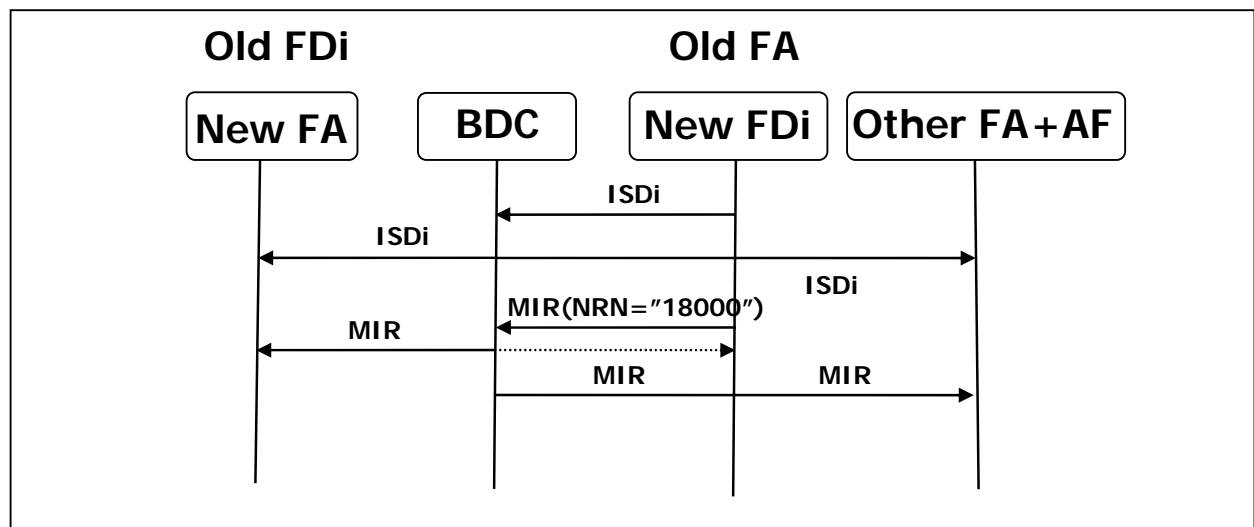 Old FDi
Old FA
New FA
BDC
New FDi
Other FA+AF
ISDi
ISDi
ISDi
MIR(NRN="18000")
MIR
MIR
MIR